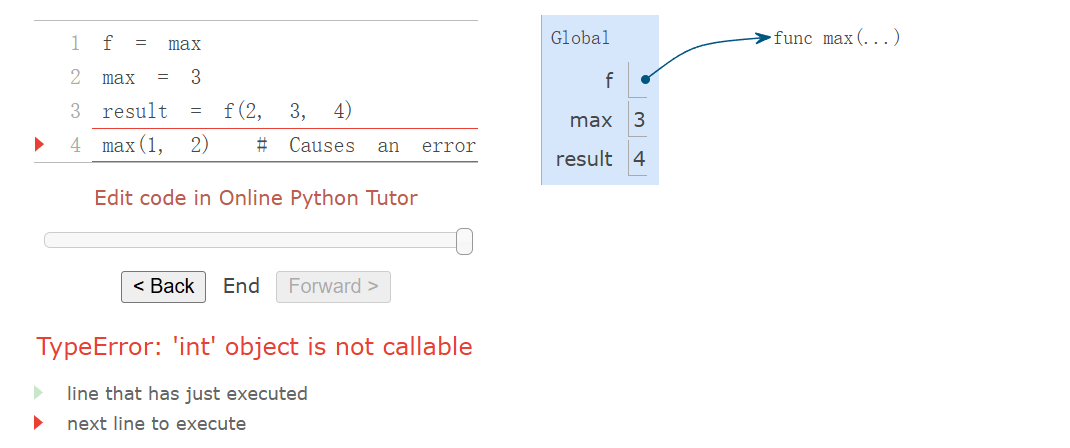 1 f = max
2 max = 3
3 result = f(2, 3, 4)
4 max(1, 2) # Causes an error
Edit code in Online Python Tutor
< Back End Forward >
TypeError: 'int' object is not callable
line that has just executed
next line to execute
Global
f
func max(...)
max 3
result 4